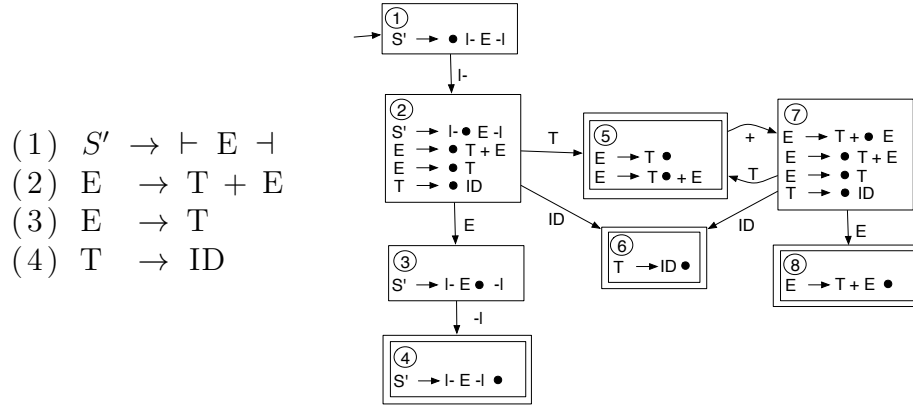 (1) S' → ⊢ E ⊣
(2) E → T + E
(3) E → T
(4) T → ID
1
S' → ● |- E -|
|-
2
S' → |- ● E -|
E → ● T + E
E → ● T
T → ● ID
T
5
E → T ●
E → T ● + E
+
T
7
E → T + ● E
E → ● T + E
E → ● T
T → ● ID
E
ID
ID
E
3
S' → |- E ● -|
6
T → ID ●
8
E → T + E ●
-|
4
S' → |- E -| ●